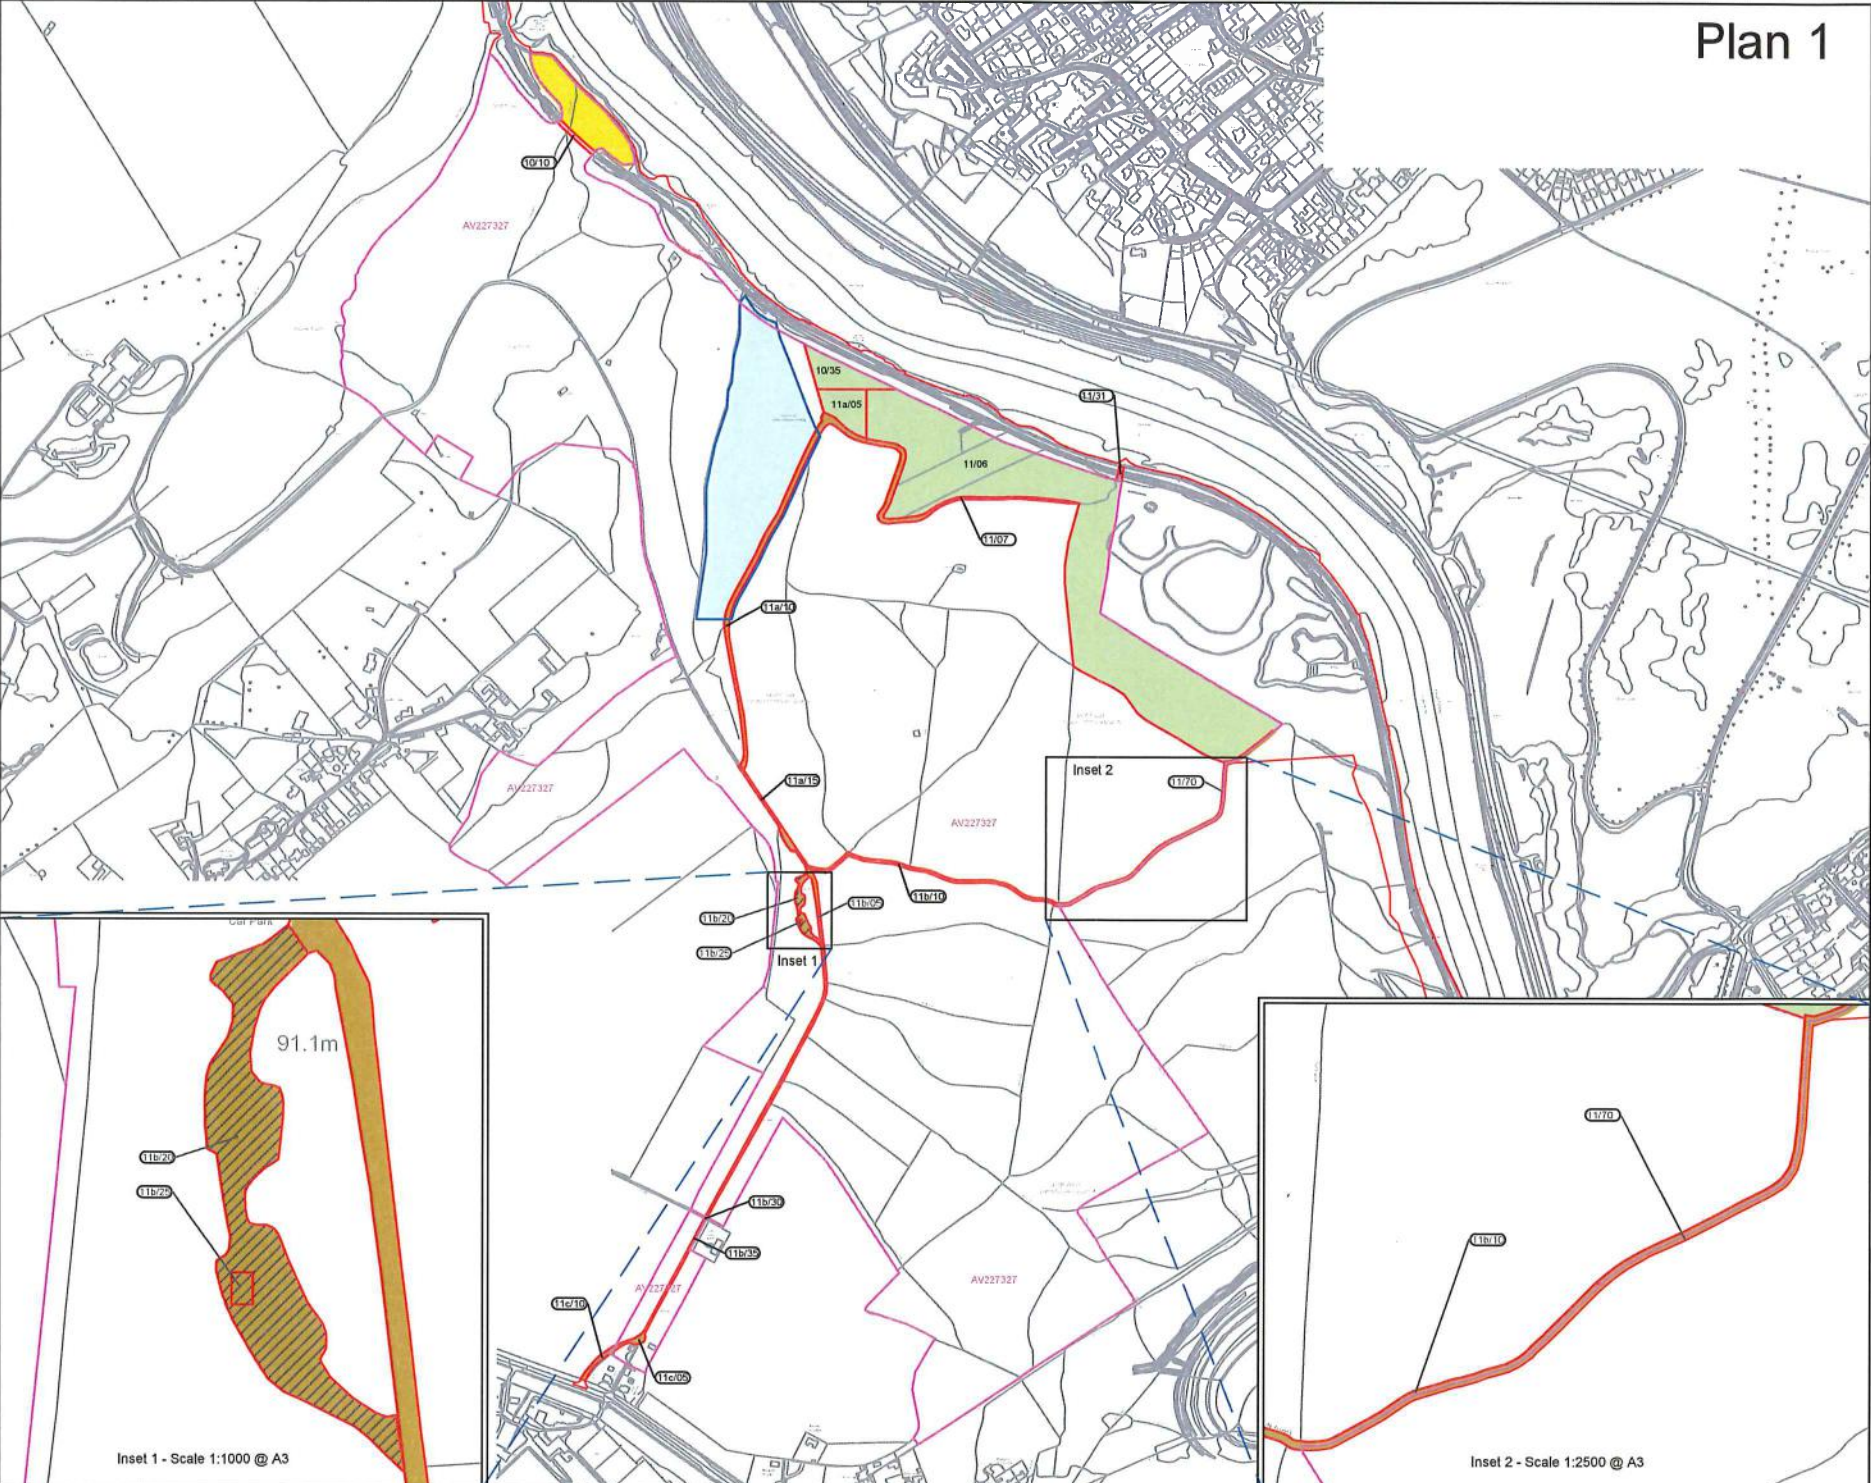 Plan 1
10/10
AV227327
10/35
11a/05
11/31
11/06
11/07
11a/10
11a/15
Inset 2
11/70
AV227327
AV227327
11b/10
11b/05
11b/20
11b/25
Inset 1
Car Park
91.1m
11b/20
11b/25
Inset 1 - Scale 1:1000 @ A3
11b/30
11b/35
AV227327
AV227327
11c/10
11c/05
11/70
11b/10
Inset 2 - Scale 1:2500 @ A3